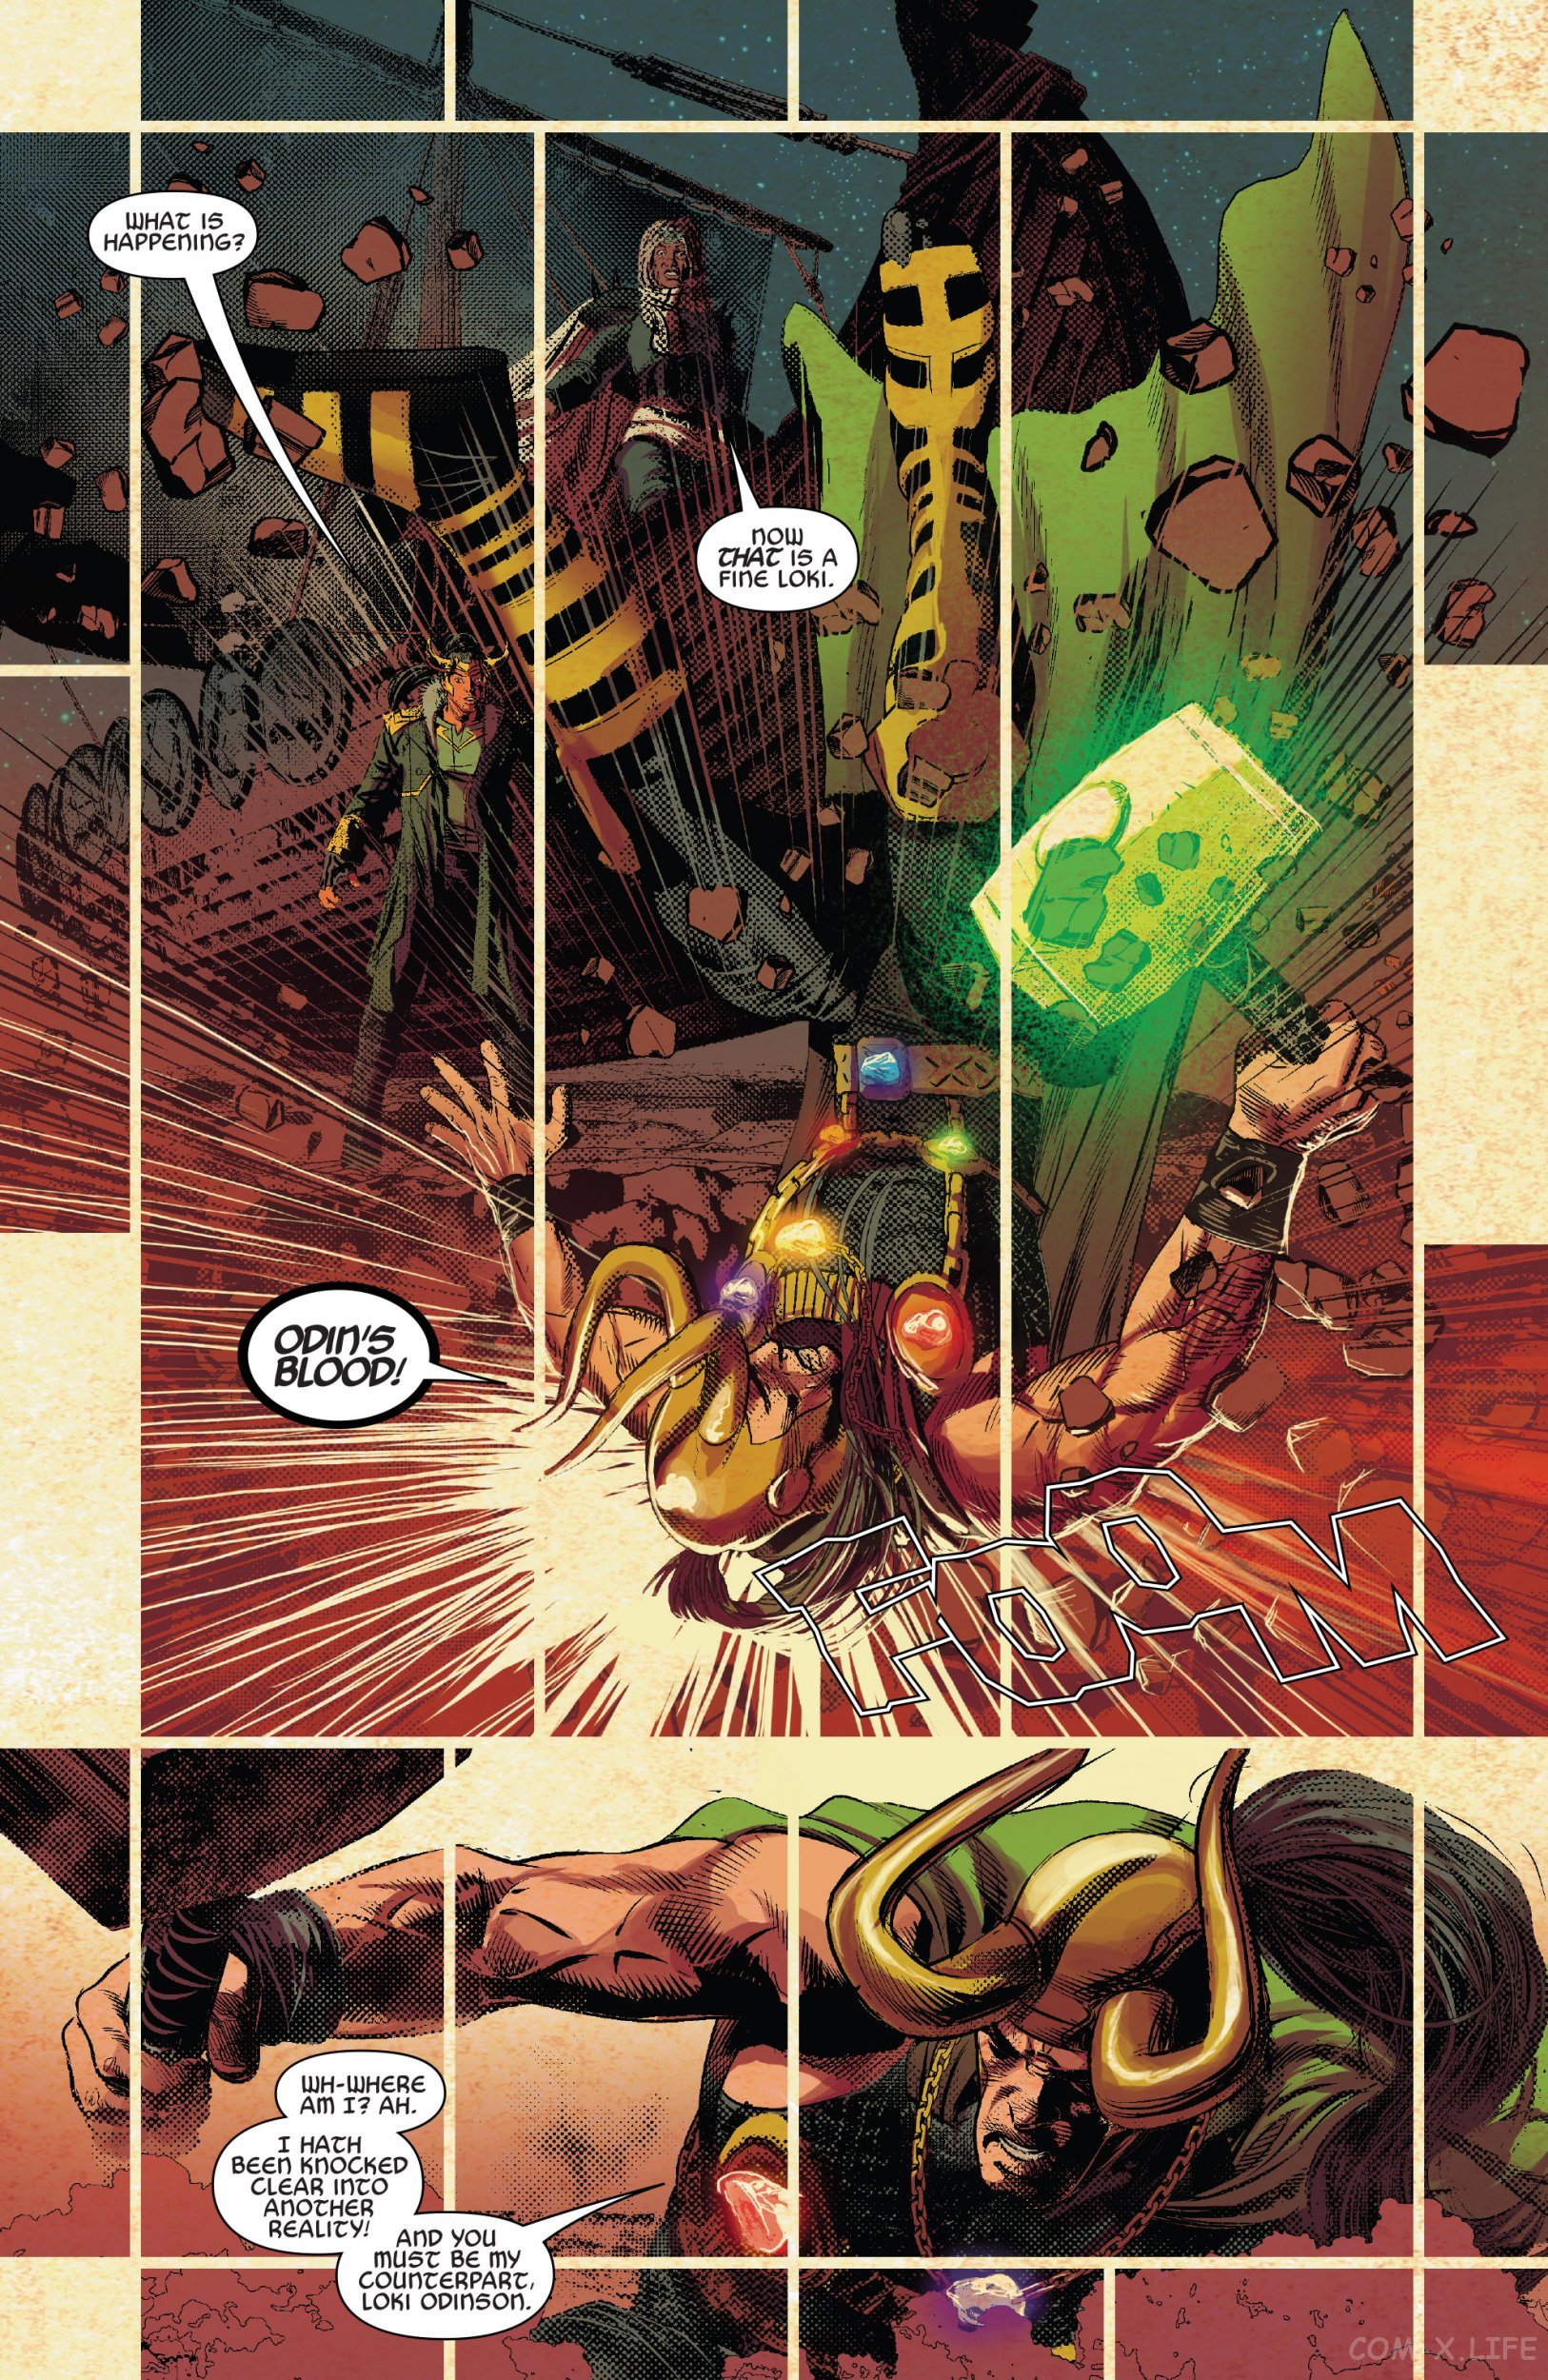 WHAT IS
HAPPENING?
NOW
THAT IS A
FINE LOKI.
ODIN'S
BLOOD!
FOOM
WH-WHERE
AM I? AH.
I HATH
BEEN KNOCKED
CLEAR INTO
ANOTHER
REALITY!
AND YOU
MUST BE MY
COUNTERPART,
LOKI ODINSON.
COM-X.LIFE